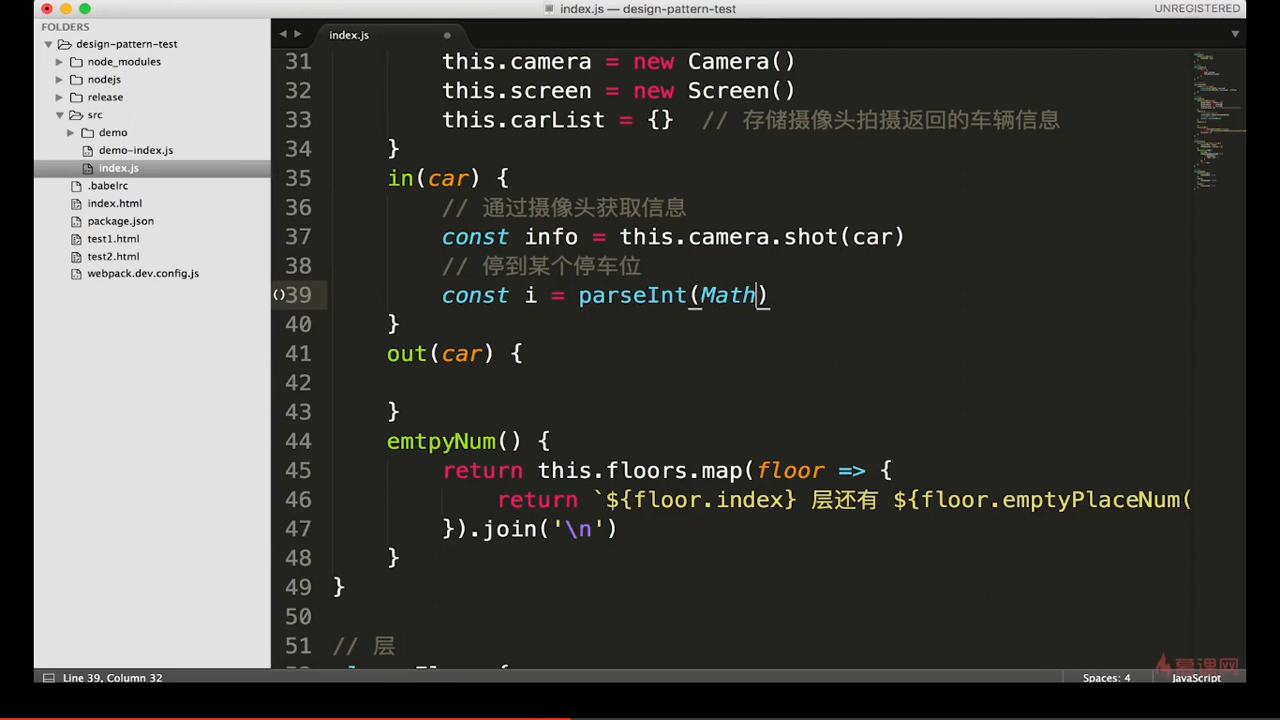 index.js — design-pattern-test
UNREGISTERED
FOLDERS
design-pattern-test
node_modules
nodejs
release
src
demo
demo-index.js
index.js
.babelrc
index.html
package.json
test1.html
test2.html
webpack.dev.config.js
index.js
31 this.camera = new Camera()
32 this.screen = new Screen()
33 this.carList = {} // 存储摄像头拍摄返回的车辆信息
34 }
35 in(car) {
36 // 通过摄像头获取信息
37 const info = this.camera.shot(car)
38 // 停到某个停车位
39 const i = parseInt(Math)
40 }
41 out(car) {
42
43 }
44 emtpyNum() {
45 return this.floors.map(floor => {
46 return `${floor.index} 层还有 ${floor.emptyPlaceNum(
47 }).join('\n')
48 }
49 }
50
51 // 层
慕课网
Line 39, Column 32
Spaces: 4
JavaScript